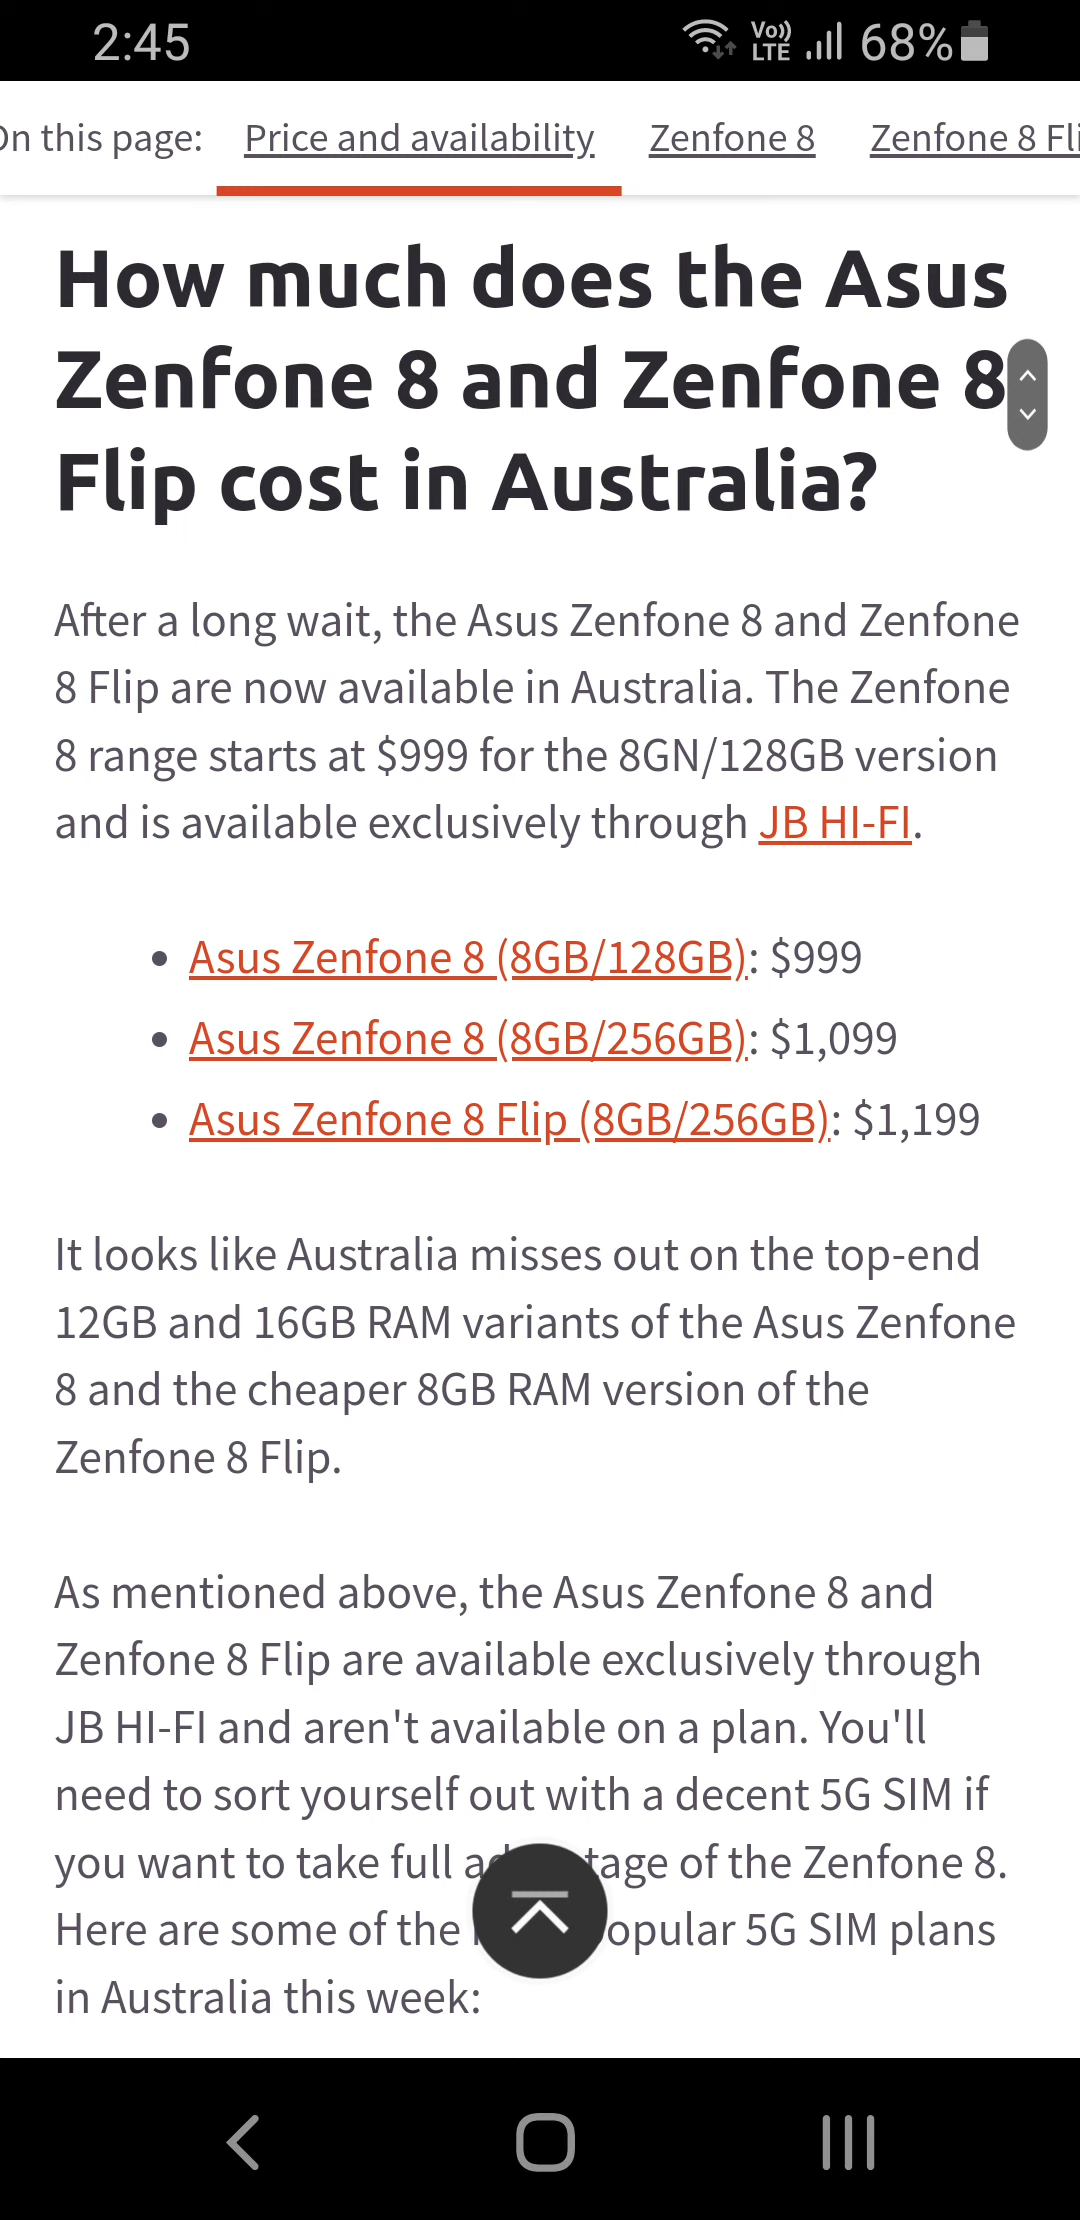 2:45
Vo))
LTE
68%
On this page: Price and availability Zenfone 8 Zenfone 8 Fli
How much does the Asus
Zenfone 8 and Zenfone 8
Flip cost in Australia?
After a long wait, the Asus Zenfone 8 and Zenfone
8 Flip are now available in Australia. The Zenfone
8 range starts at $999 for the 8GN/128GB version
and is available exclusively through JB HI-FI.
• Asus Zenfone 8 (8GB/128GB): $999
• Asus Zenfone 8 (8GB/256GB): $1,099
• Asus Zenfone 8 Flip (8GB/256GB): $1,199
It looks like Australia misses out on the top-end
12GB and 16GB RAM variants of the Asus Zenfone
8 and the cheaper 8GB RAM version of the
Zenfone 8 Flip.
As mentioned above, the Asus Zenfone 8 and
Zenfone 8 Flip are available exclusively through
JB HI-FI and aren't available on a plan. You'll
need to sort yourself out with a decent 5G SIM if
you want to take full tage of the Zenfone 8.
Here are some of the opular 5G SIM plans
in Australia this week: